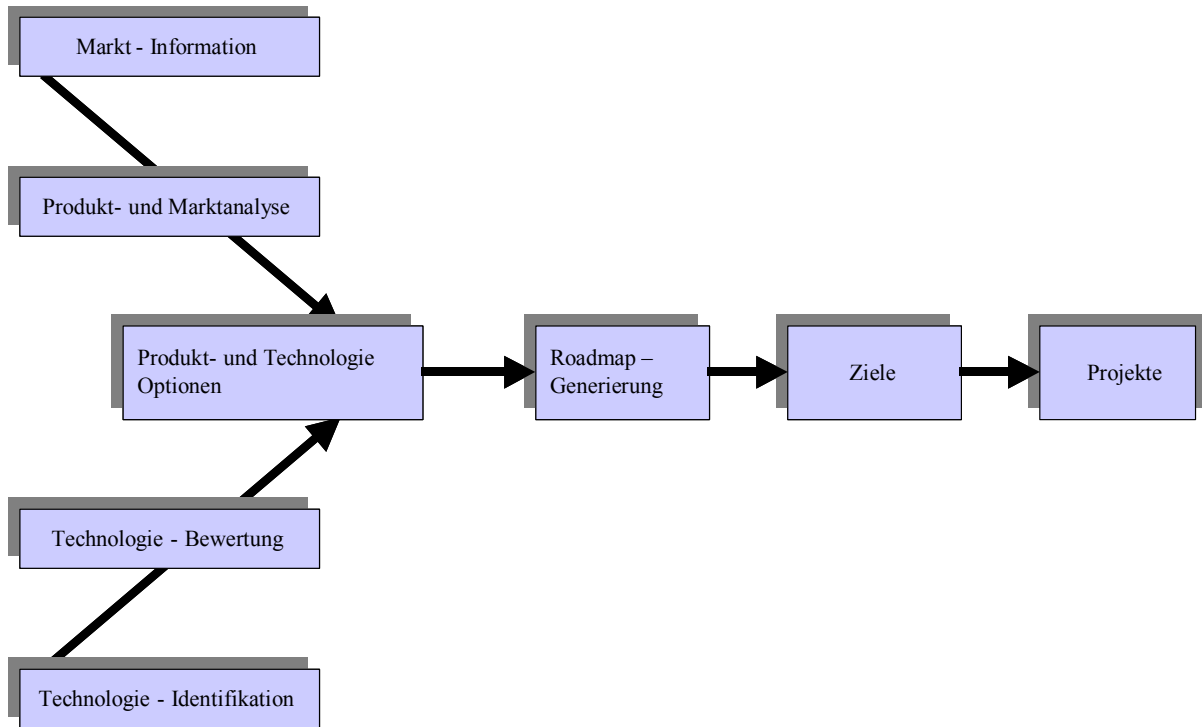 Markt - Information
Produkt- und Marktanalyse
Produkt- und Technologie
Optionen
Roadmap –
Generierung
Ziele
Projekte
Technologie - Bewertung
Technologie - Identifikation